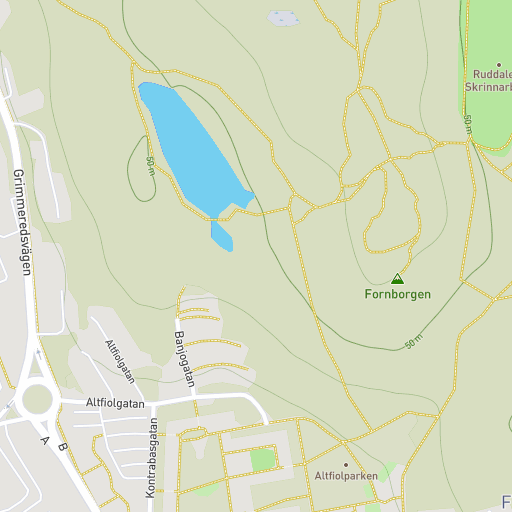 Ruddale
Skrinnarb
50 m
50 m
Grimmeredsvägen
Fornborgen
50 m
Banjogatan
Altfiolgatan
Altfiolgatan
Kontrabasgatan
A
B
Altfiolparken
F